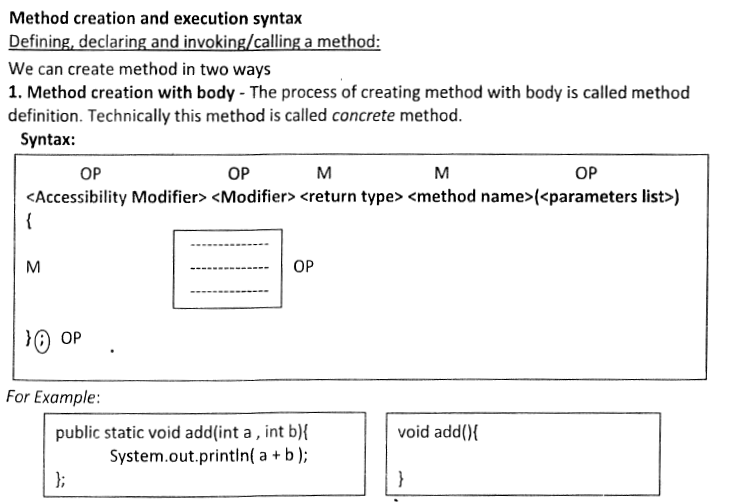 Method creation and execution syntax
Defining, declaring and invoking/calling a method:
We can create method in two ways
1. Method creation with body - The process of creating method with body is called method
definition. Technically this method is called concrete method.
Syntax:
OP OP M M OP
<Accessibility Modifier> <Modifier> <return type> <method name>(<parameters list>)
{
M OP
}; OP
For Example:
public static void add(int a , int b){
System.out.println( a + b );
};
void add(){
}